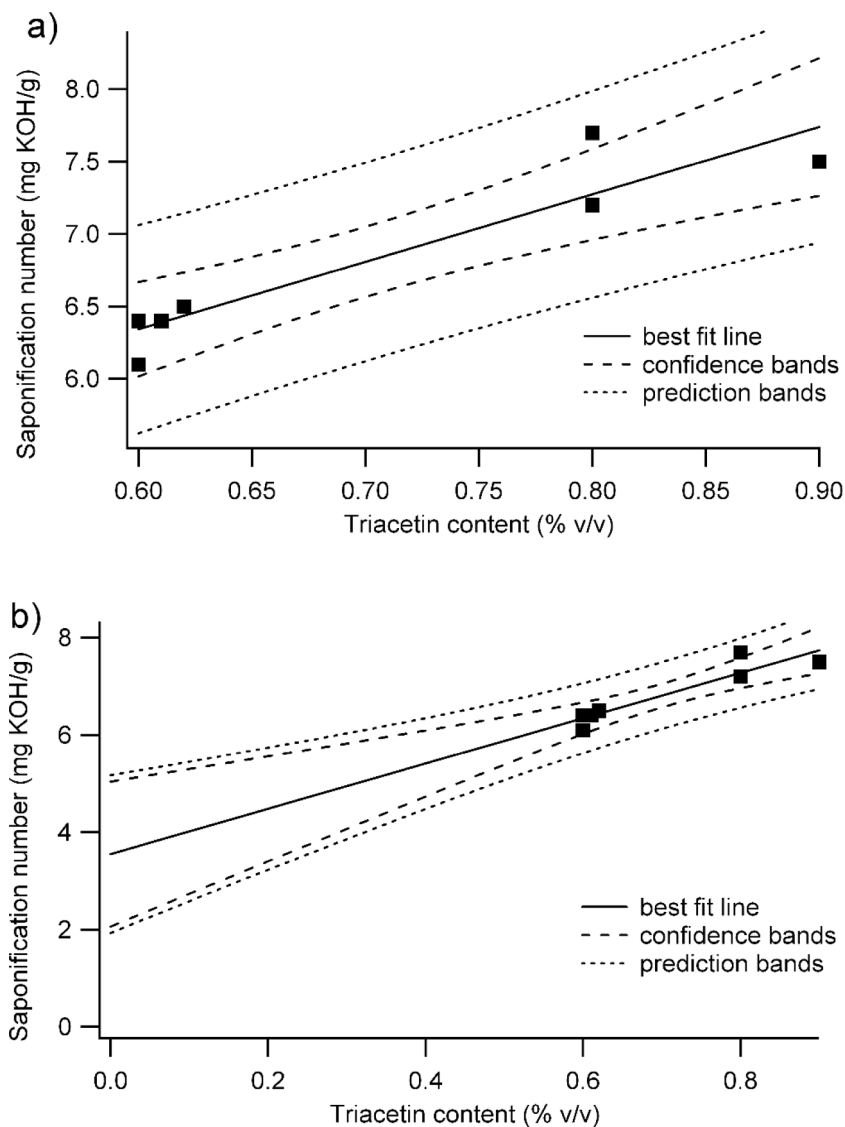 a)
Saponification number (mg KOH/g)
8.0
7.5
7.0
6.5
6.0
best fit line
confidence bands
prediction bands
0.60 0.65 0.70 0.75 0.80 0.85 0.90
Triacetin content (% v/v)
b)
Saponification number (mg KOH/g)
8
6
4
2
0
best fit line
confidence bands
prediction bands
0.0 0.2 0.4 0.6 0.8
Triacetin content (% v/v)